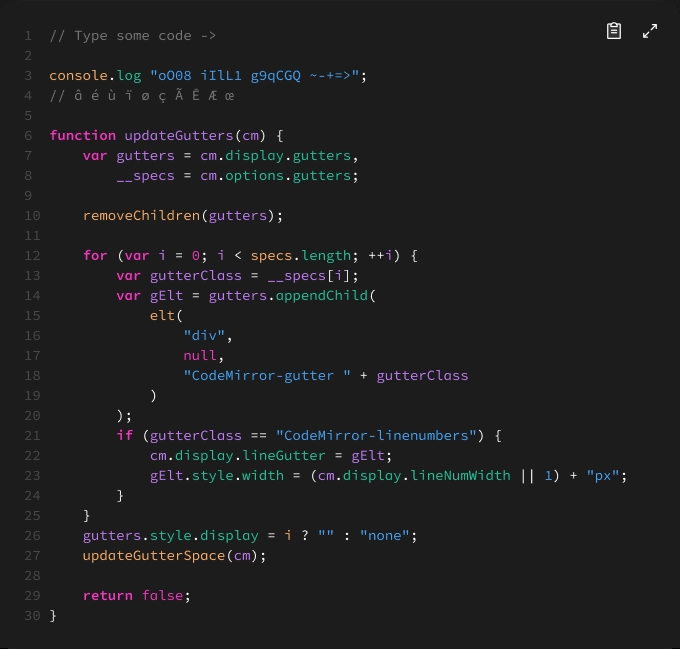 1 // Type some code ->
2
3 console.log "oO08 iIlL1 g9qCGQ ~-+=>";
4 // â é ù ï ø ç Ã Ē Æ œ
5
6 function updateGutters(cm) {
7     var gutters = cm.display.gutters,
8         __specs = cm.options.gutters;
9
10     removeChildren(gutters);
11
12     for (var i = 0; i < specs.length; ++i) {
13         var gutterClass = __specs[i];
14         var gElt = gutters.appendChild(
15             elt(
16                 "div",
17                 null,
18                 "CodeMirror-gutter " + gutterClass
19             )
20         );
21         if (gutterClass == "CodeMirror-linenumbers") {
22             cm.display.lineGutter = gElt;
23             gElt.style.width = (cm.display.lineNumWidth || 1) + "px";
24         }
25     }
26     gutters.style.display = i ? "" : "none";
27     updateGutterSpace(cm);
28
29     return false;
30 }